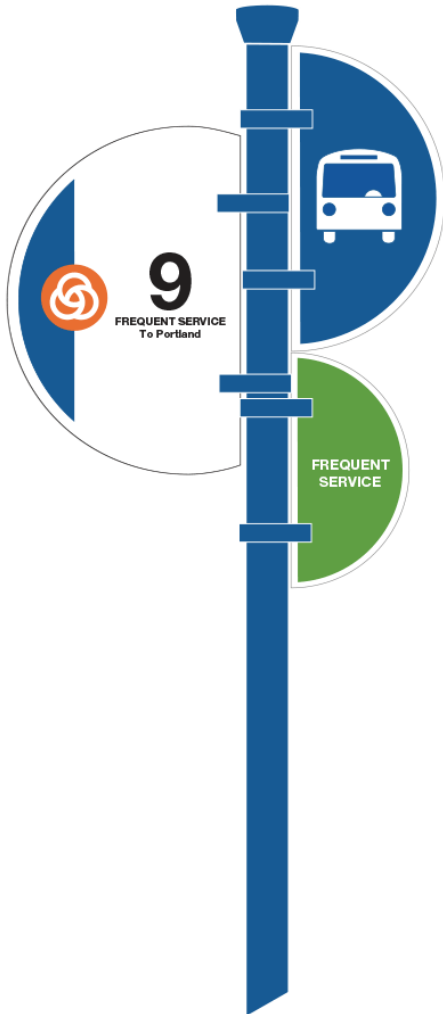 9
FREQUENT SERVICE
To Portland
FREQUENT
SERVICE